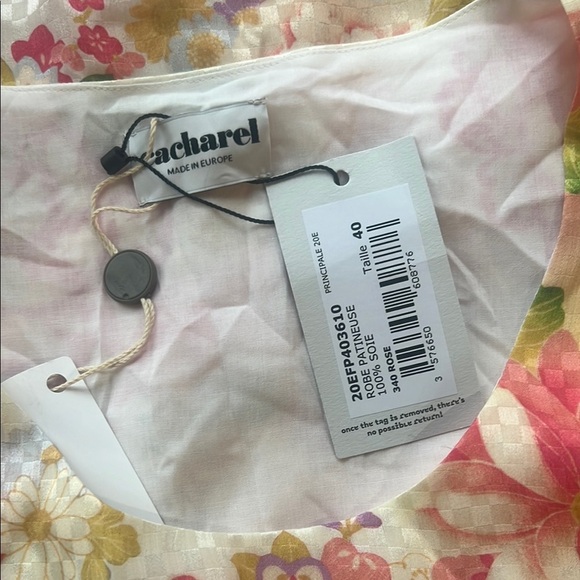 cacharel
MADE IN EUROPE
PRINCIPALE 20E
20EFP403610
ROBE PATINEUSE
100% SOIE
340 ROSE
Taille 40
3 576650 608776
once the tag is removed, there's
no possible return!